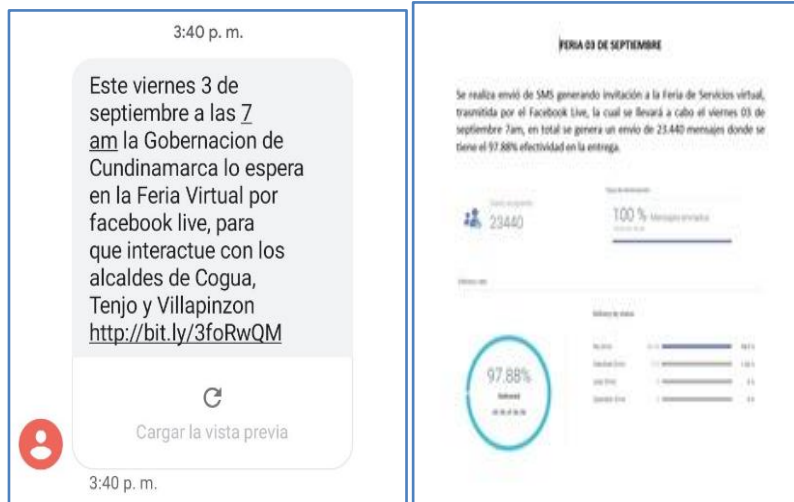 3:40 p. m.
Este viernes 3 de
septiembre a las 7
am la Gobernacion de
Cundinamarca lo espera
en la Feria Virtual por
facebook live, para
que interactue con los
alcaldes de Cogua,
Tenjo y Villapinzon
http://bit.ly/3foRwQM
Cargar la vista previa
3:40 p. m.
FERIA 03 DE SEPTIEMBRE
Se realiza envió de SMS generando invitación a la Feria de Servicios virtual,
trasmitida por el Facebook Live, la cual se llevará a cabo el viernes 03 de
septiembre 7am, en total se genera un envio de 23.440 mensajes donde se
tiene el 97.88% efectividad en la entrega.
23440
100 %
97.88%
Delivered